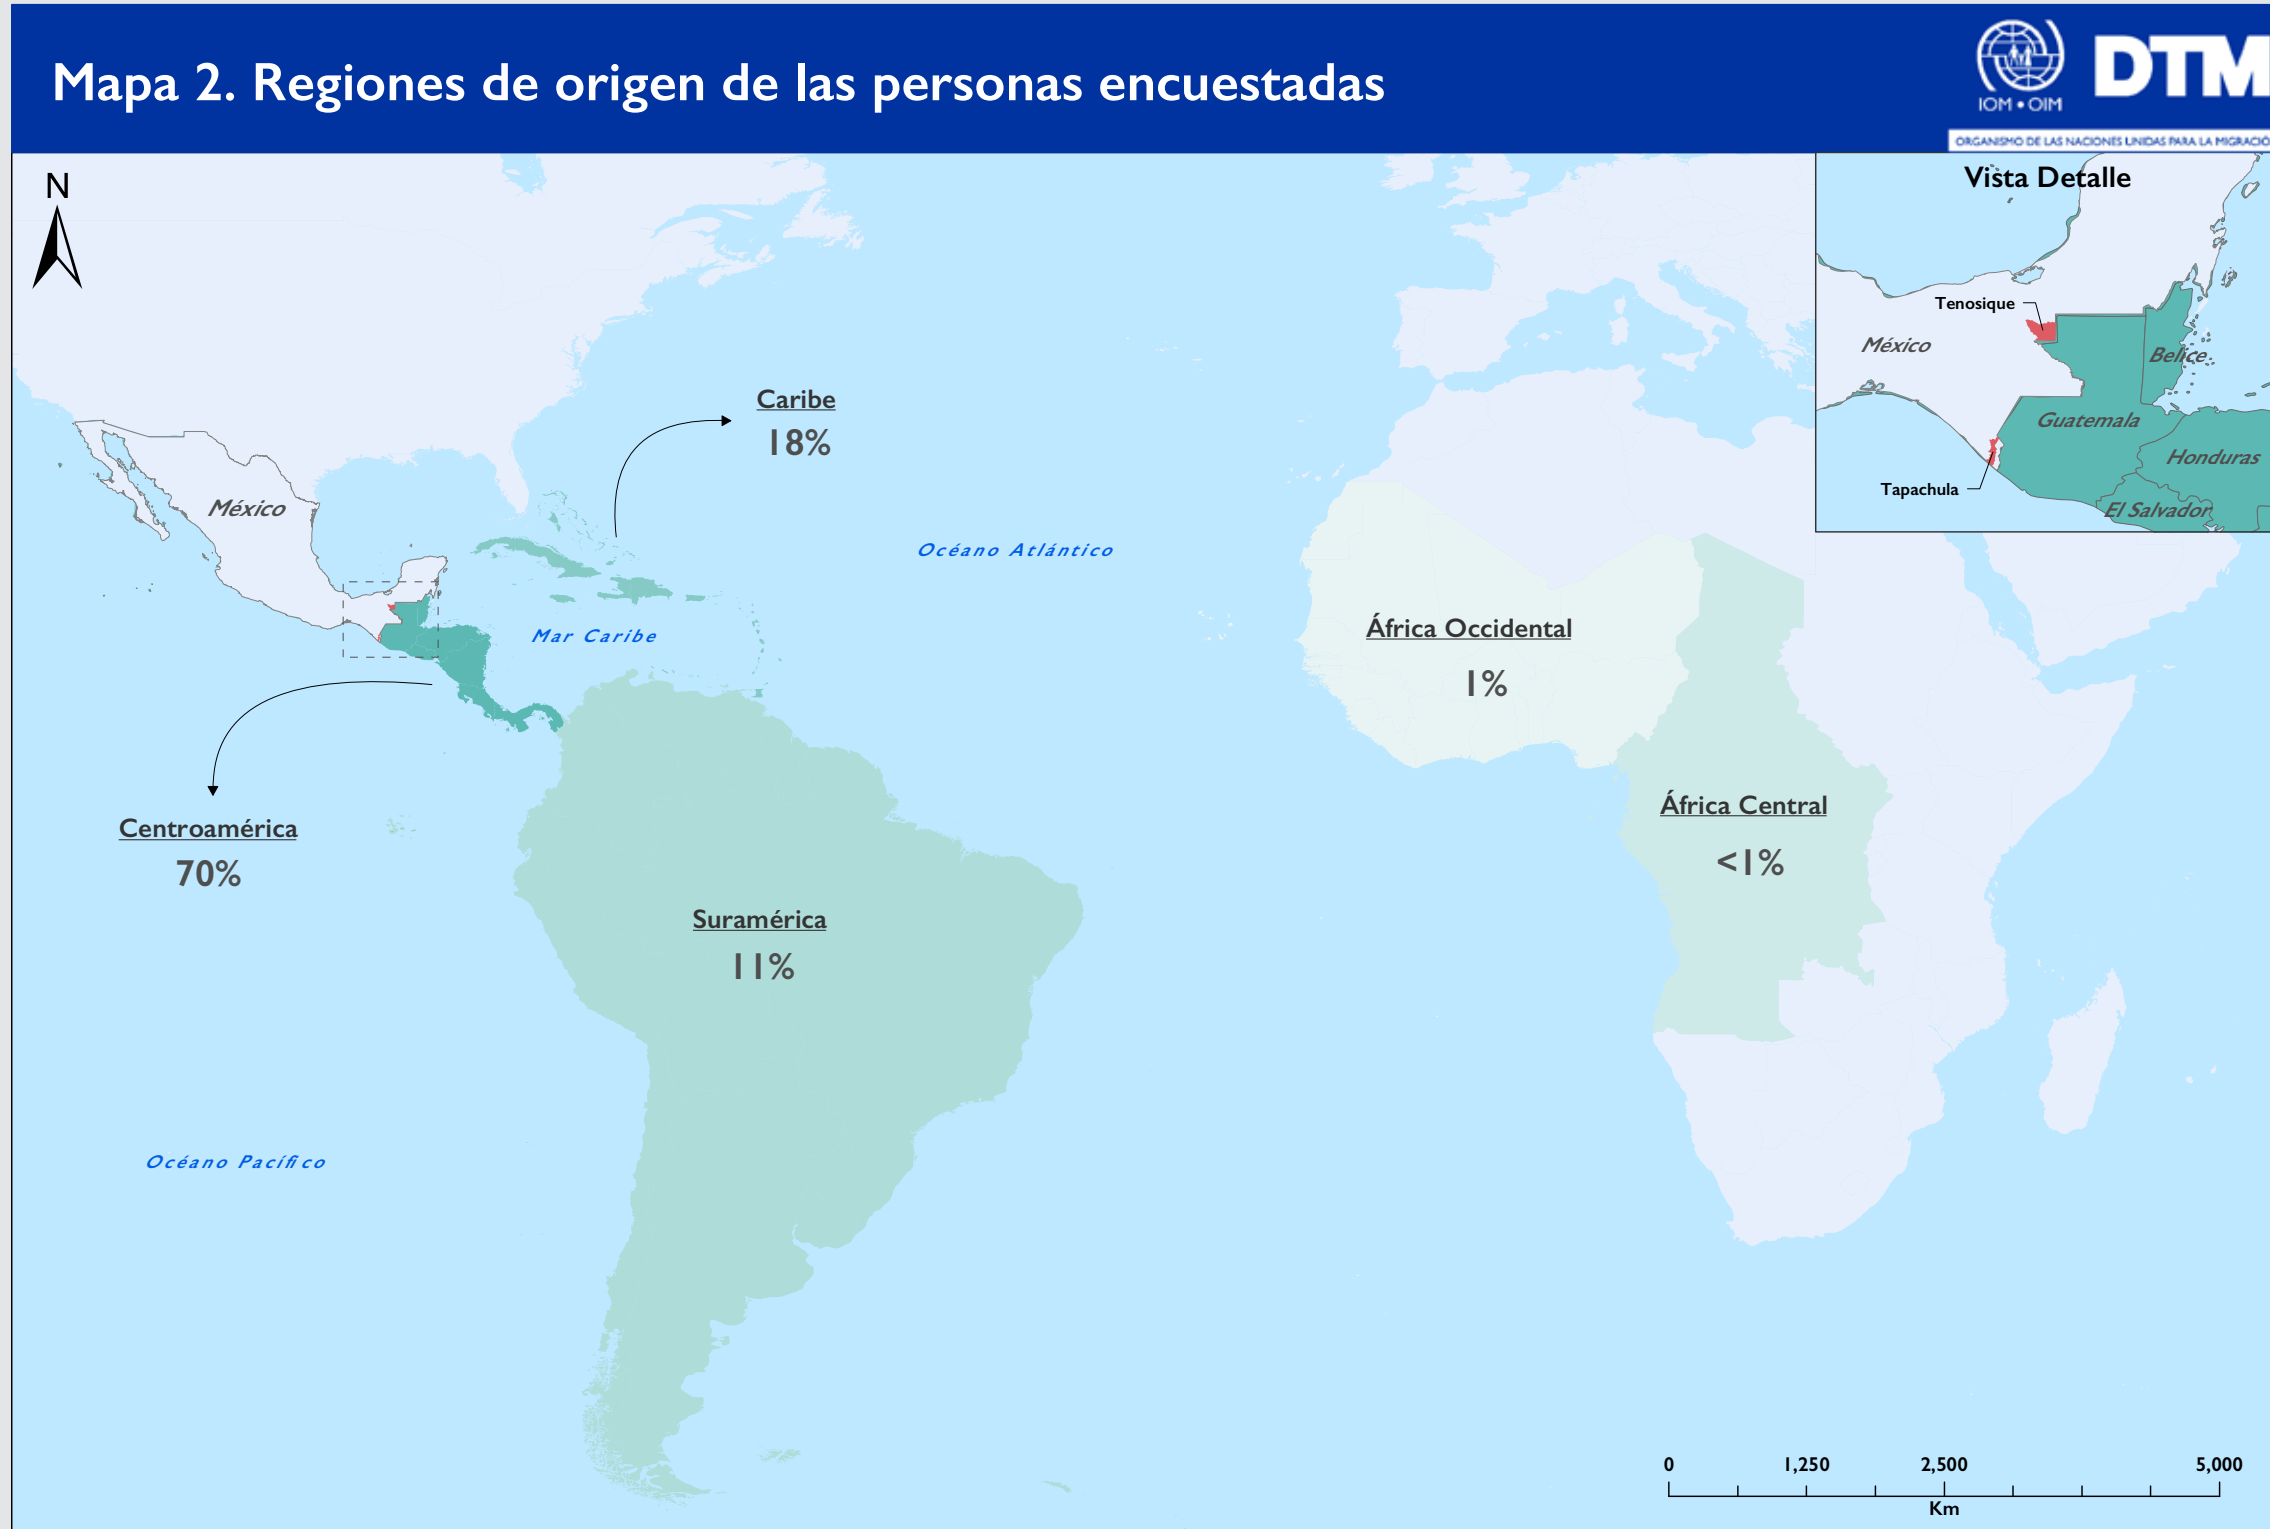 Mapa 2. Regiones de origen de las personas encuestadas
IOM • OIM
DTM
ORGANISMO DE LAS NACIONES UNIDAS PARA LA MIGRACIÓ
N
Vista Detalle
Tenosique
México
Belice
Guatemala
Honduras
Tapachula
El Salvador
Caribe
18%
México
Océano Atlántico
Mar Caribe
África Occidental
1%
África Central
<1%
Centroamérica
70%
Suramérica
11%
Océano Pacífico
0 1,250 2,500 5,000
Km